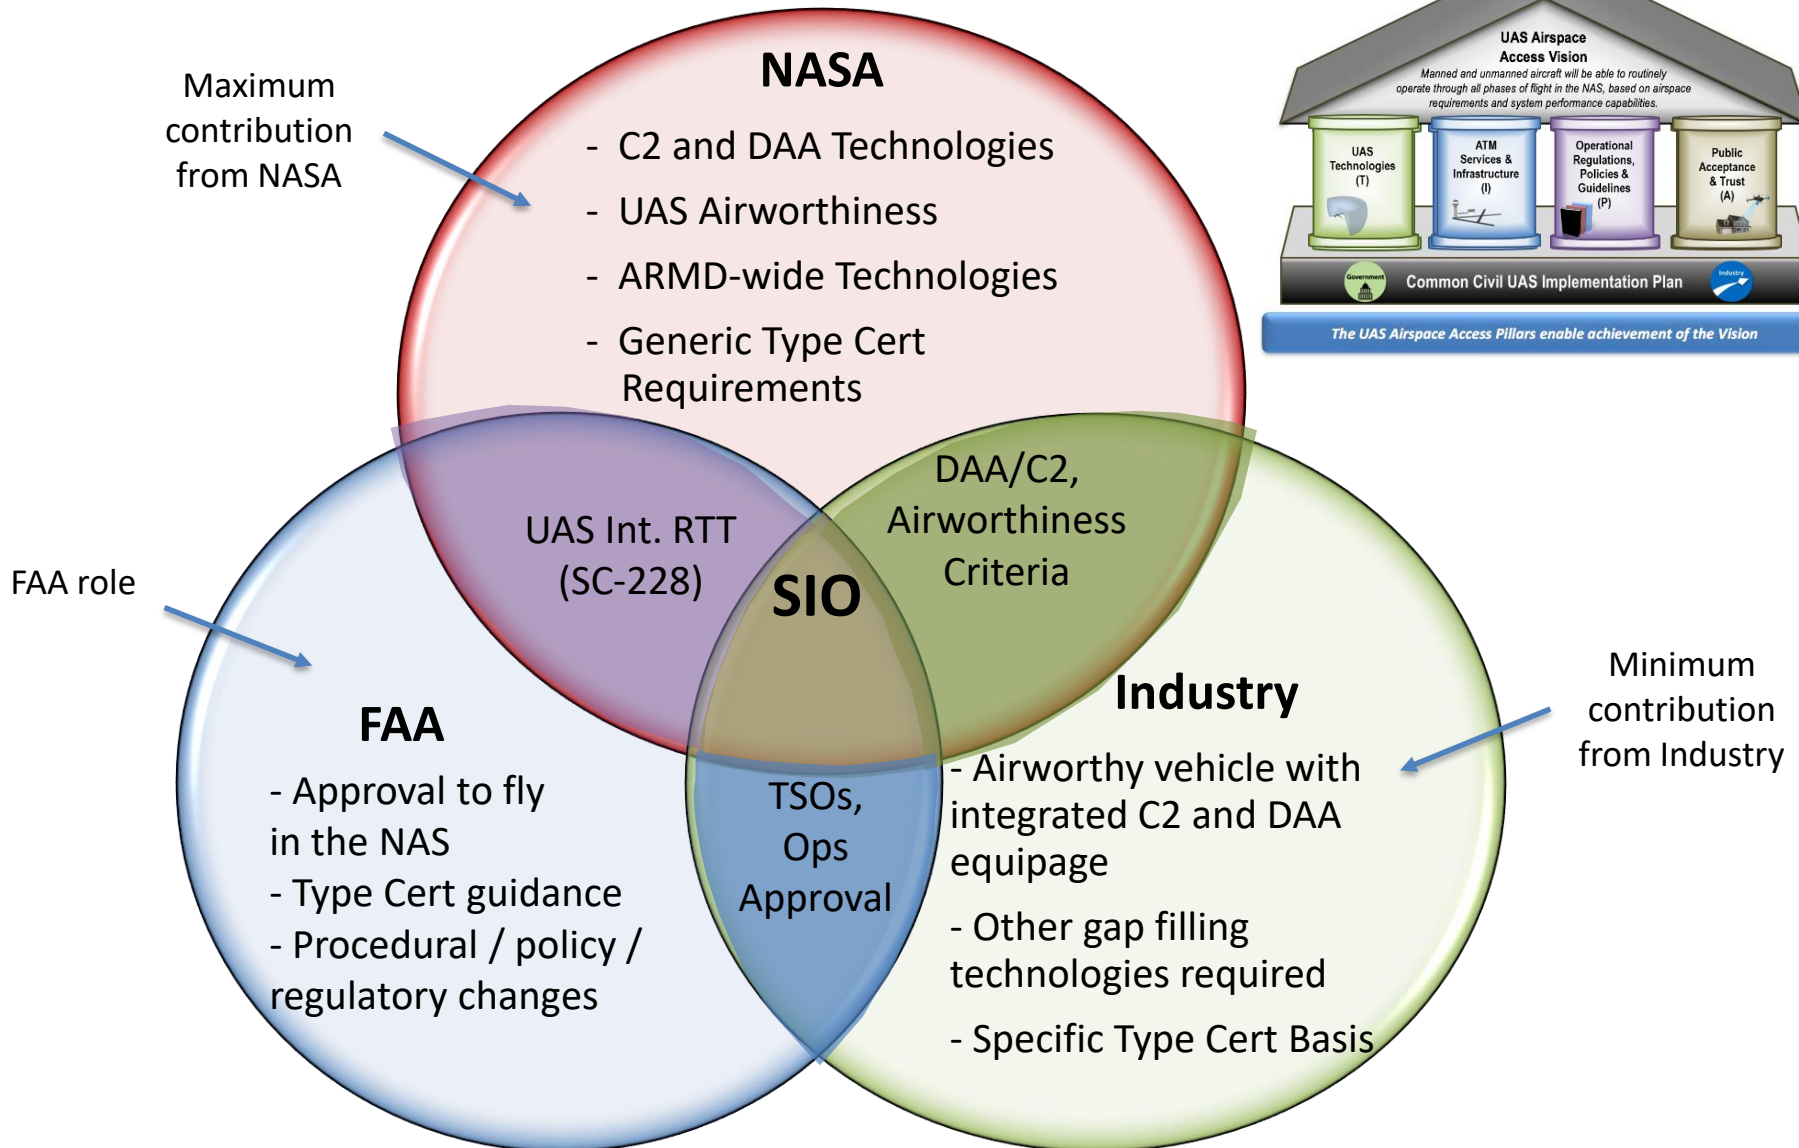 NASA
- C2 and DAA Technologies
- UAS Airworthiness
- ARMD-wide Technologies
- Generic Type Cert
Requirements
Maximum
contribution
from NASA
UAS Airspace
Access Vision
Manned and unmanned aircraft will be able to routinely
operate through all phases of flight in the NAS, based on airspace
requirements and system performance capabilities.
UAS
Technologies
(T)
ATM
Services &
Infrastructure
(I)
Operational
Regulations,
Policies &
Guidelines
(P)
Public
Acceptance
& Trust
(A)
Government
Common Civil UAS Implementation Plan
Industry
The UAS Airspace Access Pillars enable achievement of the Vision
UAS Int. RTT
(SC-228)
DAA/C2,
Airworthiness
Criteria
SIO
FAA role
FAA
- Approval to fly
in the NAS
- Type Cert guidance
- Procedural / policy /
regulatory changes
TSOs,
Ops
Approval
Industry
- Airworthy vehicle with
integrated C2 and DAA
equipage
- Other gap filling
technologies required
- Specific Type Cert Basis
Minimum
contribution
from Industry